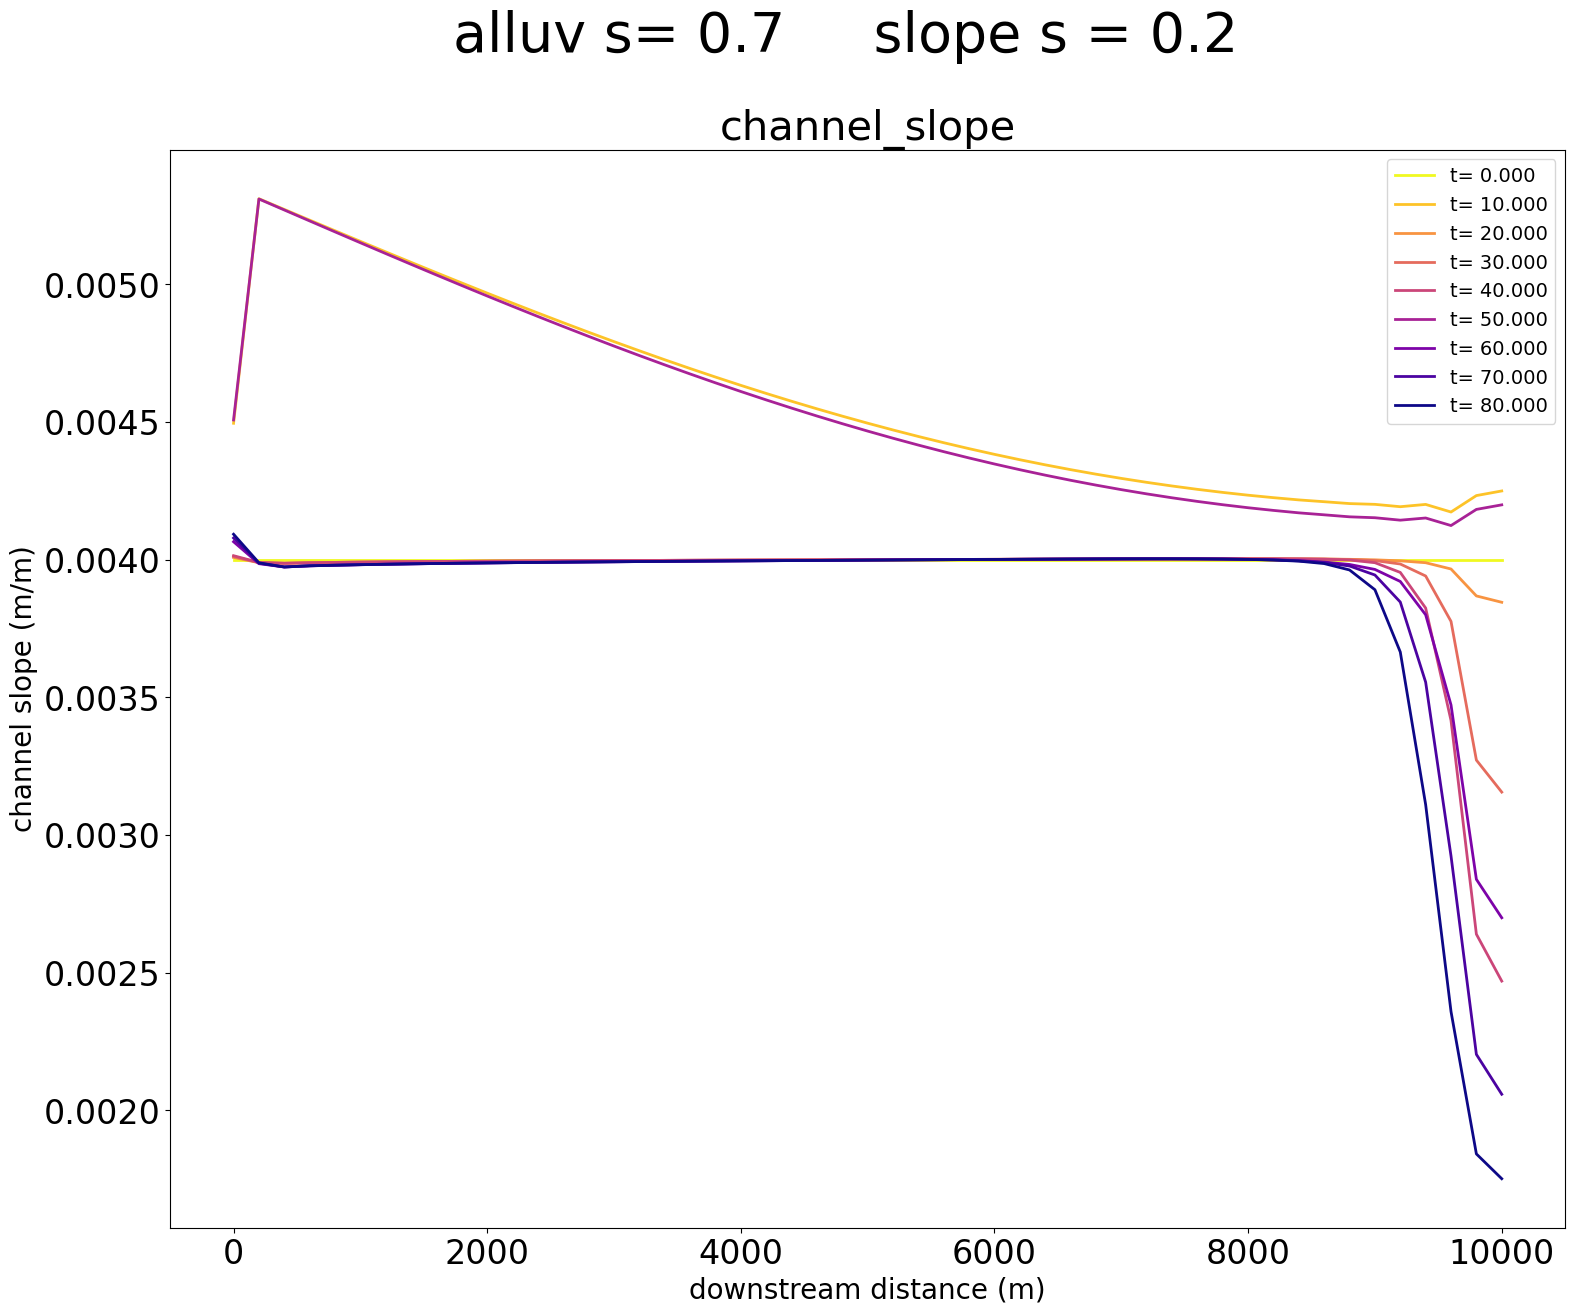 alluv s= 0.7     slope s = 0.2
channel_slope
channel slope (m/m)
0.0050
0.0045
0.0040
0.0035
0.0030
0.0025
0.0020
t= 0.000
t= 10.000
t= 20.000
t= 30.000
t= 40.000
t= 50.000
t= 60.000
t= 70.000
t= 80.000
0
2000
4000
6000
8000
10000
downstream distance (m)